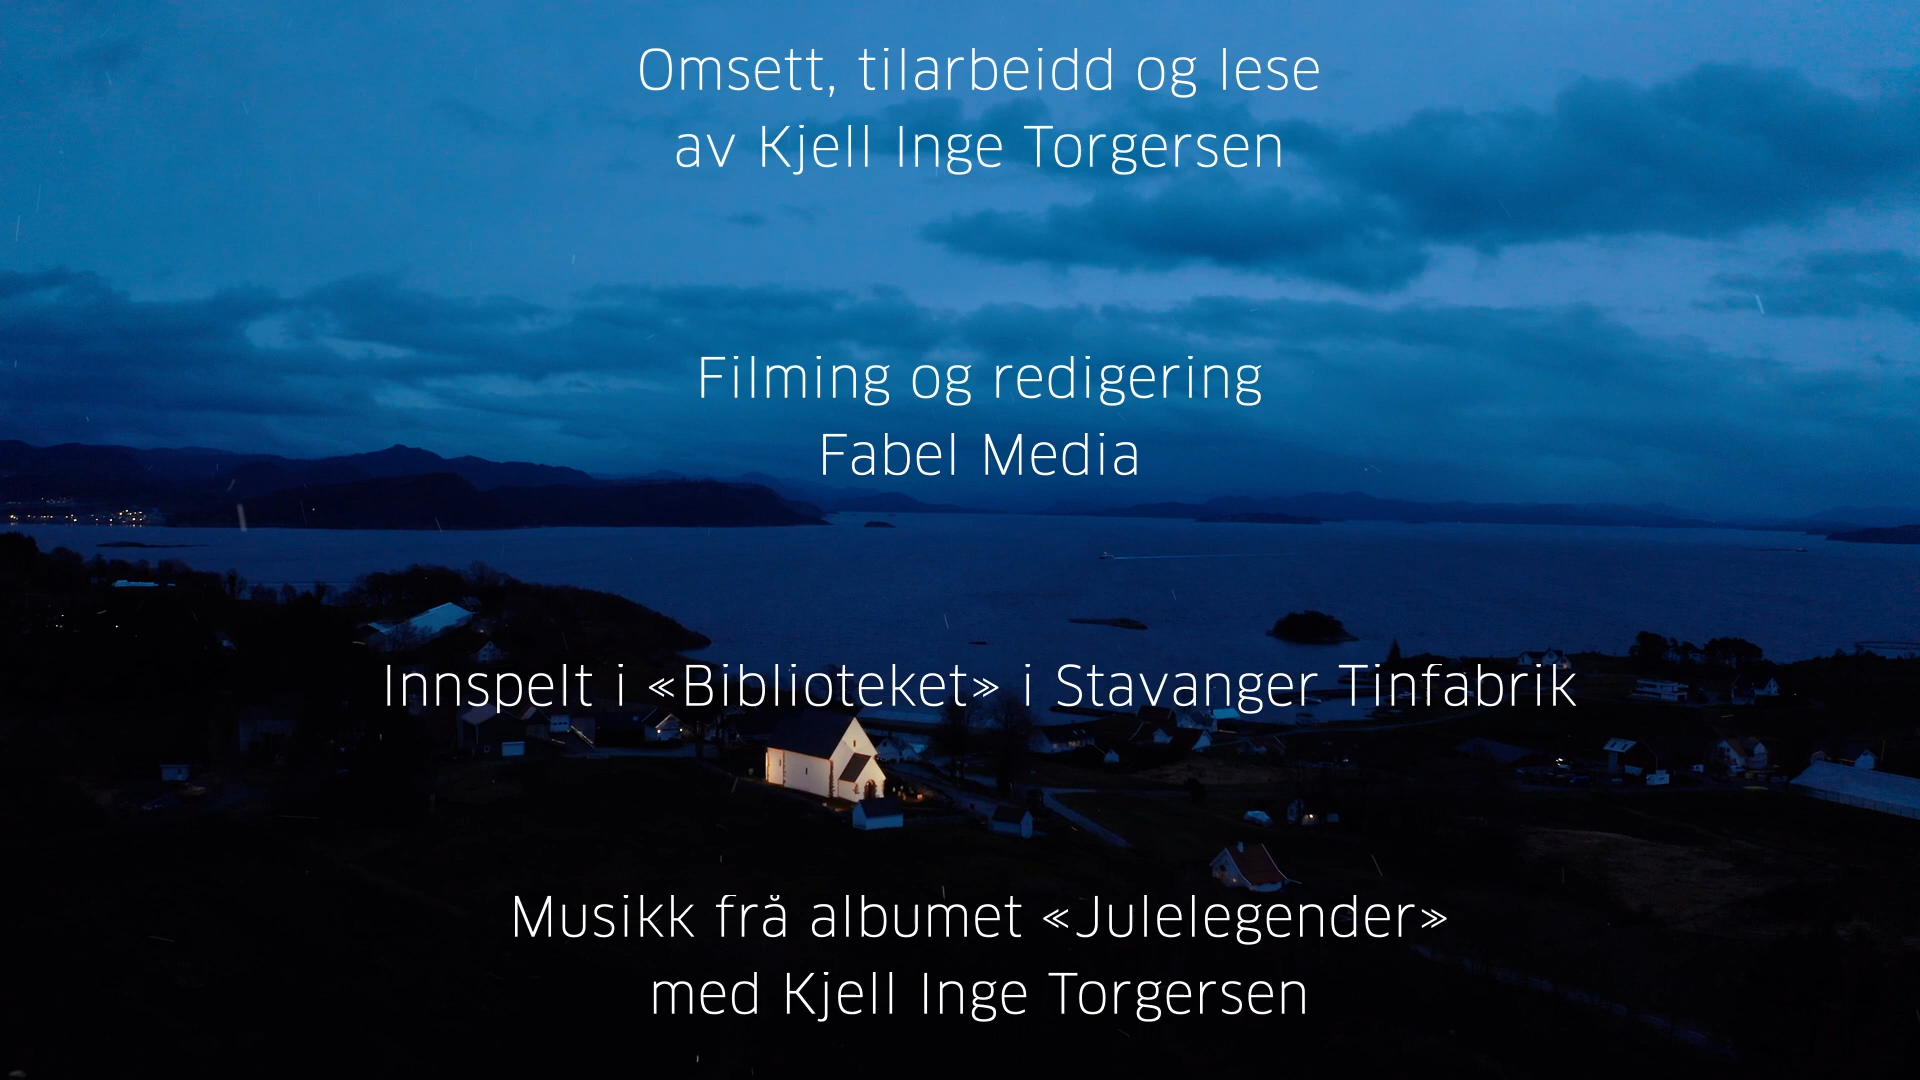 Omsett, tilarbeidd og lese
av Kjell Inge Torgersen
Filming og redigering
Fabel Media
Innspelt i «Biblioteket» i Stavanger Tinfabrik
Musikk frå albumet «Julelegender»
med Kjell Inge Torgersen